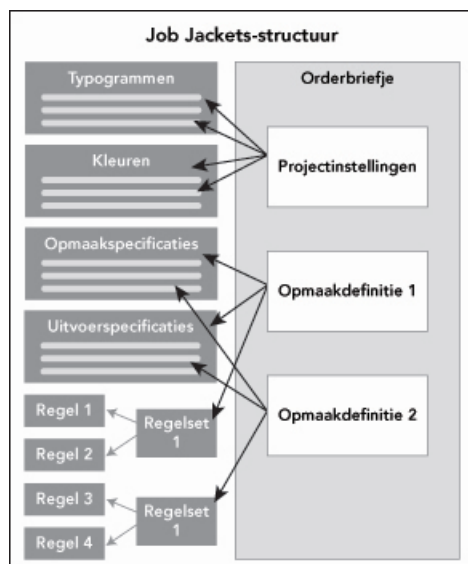 Job Jackets-structuur
Typogrammen
Orderbriefje
Kleuren
Projectinstellingen
Opmaakspecificaties
Opmaakdefinitie 1
Uitvoerspecificaties
Opmaakdefinitie 2
Regel 1
Regelset
1
Regel 2
Regel 3
Regelset
1
Regel 4